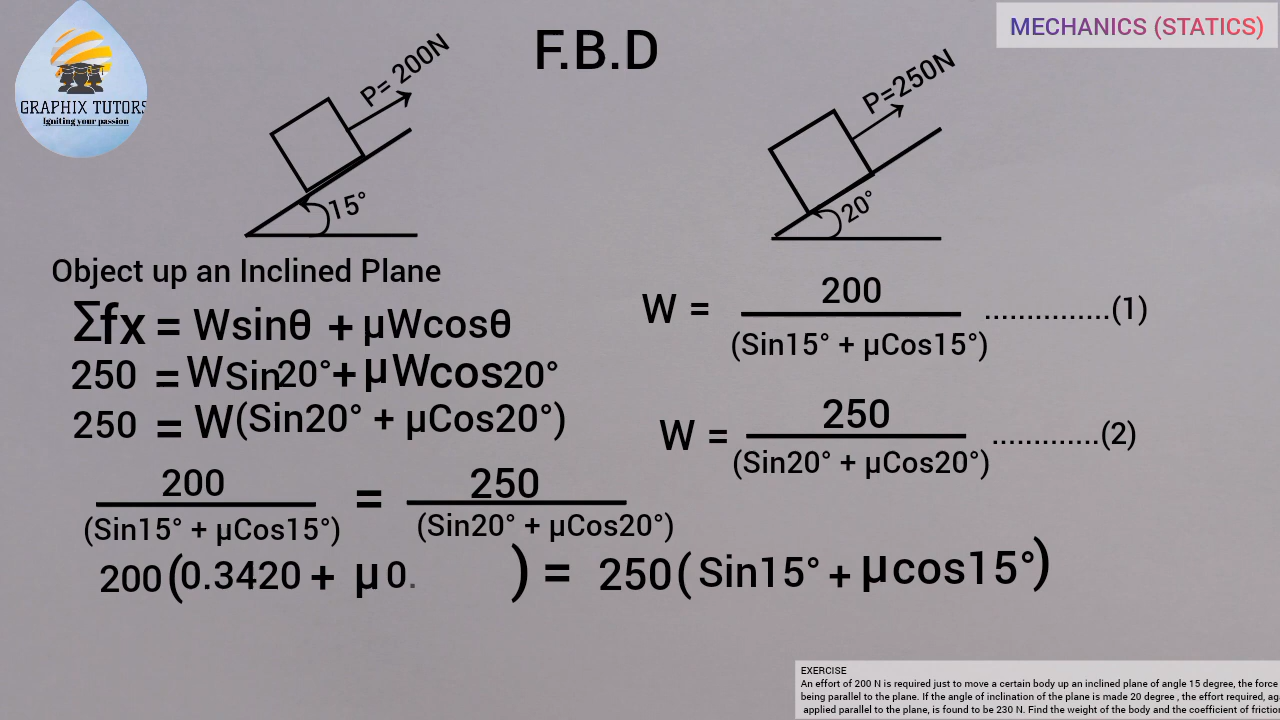 GRAPHIX TUTORS
Igniting your passion
F.B.D
MECHANICS (STATICS)
P= 200N
15°
P=250N
20°
Object up an Inclined Plane
Σfx = Wsinθ + μWcosθ
250 = WSin20° + μWcos20°
250 = W(Sin20° + μCos20°)
W = 200
(Sin15° + μCos15°) ...............(1)
W = 250
(Sin20° + μCos20°) .............(2)
200 = 250
(Sin15° + μCos15°) (Sin20° + μCos20°)
200(0.3420 + μ0. ) = 250(Sin15° + μcos15°)
EXERCISE
An effort of 200 N is required just to move a certain body up an inclined plane of angle 15 degree, the force
being parallel to the plane. If the angle of inclination of the plane is made 20 degree , the effort required,
applied parallel to the plane, is found to be 230 N. Find the weight of the body and the coefficient of